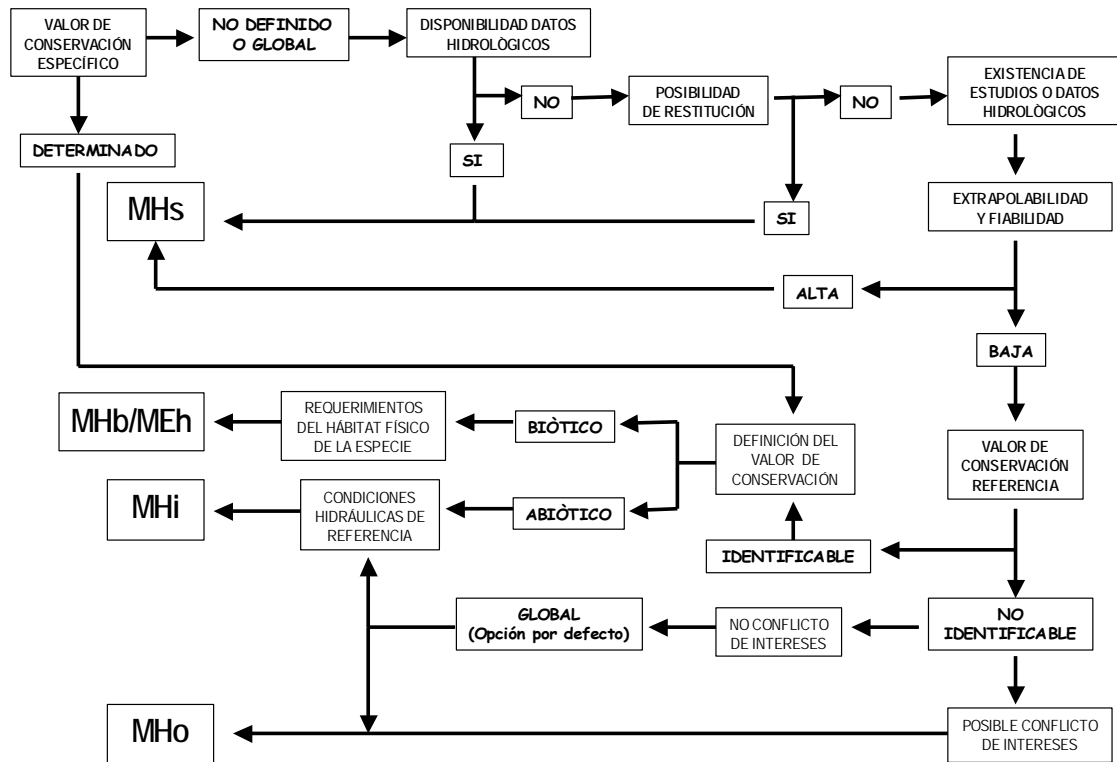 VALOR DE
CONSERVACIÓN
ESPECÍFICO
NO DEFINIDO
O GLOBAL
DISPONIBILIDAD DATOS
HIDROLÒGICOS
NO
POSIBILIDAD
DE RESTITUCIÓN
NO
EXISTENCIA DE
ESTUDIOS O DATOS
HIDROLÒGICOS
DETERMINADO
SI
SI
EXTRAPOLABILIDAD
Y FIABILIDAD
MHs
ALTA
BAJA
MHb/MEh
REQUERIMIENTOS
DEL HÁBITAT FÍSICO
DE LA ESPECIE
BIÒTICO
DEFINICIÓN DEL
VALOR DE
CONSERVACIÓN
VALOR DE
CONSERVACIÓN
REFERENCIA
MHi
CONDICIONES
HIDRÁULICAS DE
REFERENCIA
ABIÒTICO
IDENTIFICABLE
GLOBAL
(Opción por defecto)
NO CONFLICTO
DE INTERESES
NO
IDENTIFICABLE
MHo
POSIBLE CONFLICTO
DE INTERESES